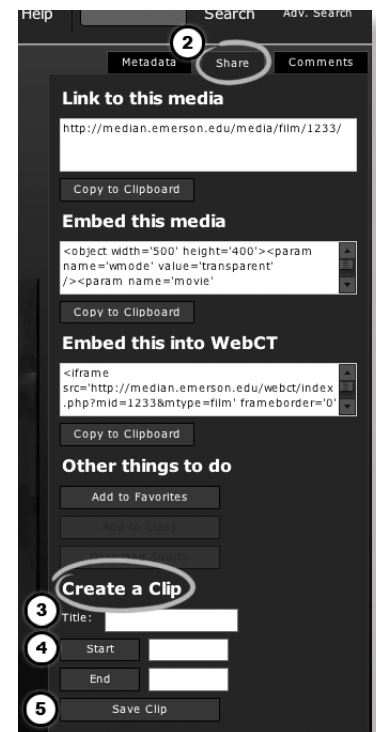 Help Search Adv. Search
2
Metadata Share Comments
Link to this media
http://median.emerson.edu/media/film/1233/
Copy to Clipboard
Embed this media
<object width='500' height='400'><param
name='wmode' value='transparent'
/><param name='movie'
Copy to Clipboard
Embed this into WebCT
<iframe
src='http://median.emerson.edu/webct/index
.php?mid=1233&mtype=film' frameborder='0'
Copy to Clipboard
Other things to do
Add to Favorites
Add to Class
Download Source
Create a Clip
3 Title:
4 Start
End
5 Save Clip